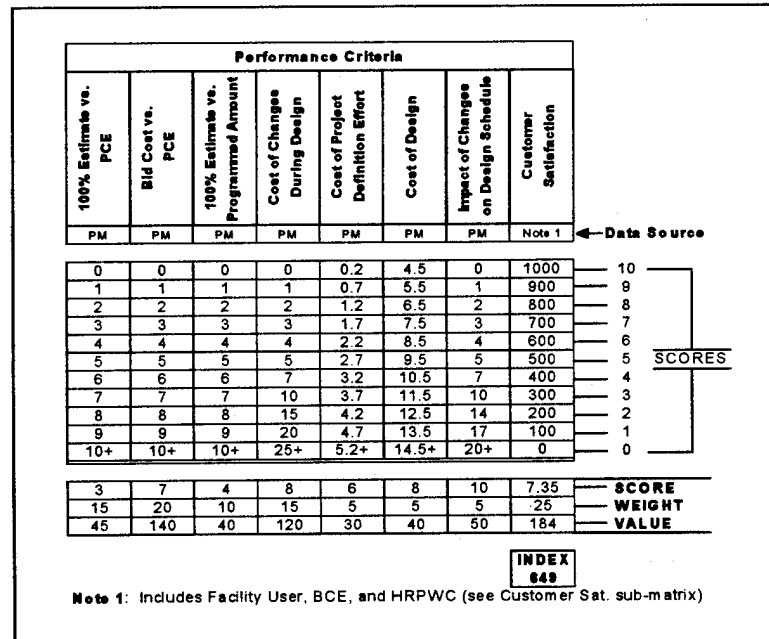 Performance Criteria
100% Estimate vs. PCE
Bid Cost vs. PCE
100% Estimate vs. Programmed Amount
Cost of Changes During Design
Cost of Project Definition Effort
Cost of Design
Impact of Changes on Design Schedule
Customer Satisfaction
PM PM PM PM PM PM PM Note 1 Data Source
0 0 0 0 0.2 4.5 0 1000 10
1 1 1 1 0.7 5.5 1 900 9
2 2 2 2 1.2 6.5 2 800 8
3 3 3 3 1.7 7.5 3 700 7
4 4 4 4 2.2 8.5 4 600 6
5 5 5 5 2.7 9.5 5 500 5 SCORES
6 6 6 7 3.2 10.5 7 400 4
7 7 7 10 3.7 11.5 10 300 3
8 8 8 15 4.2 12.5 14 200 2
9 9 9 20 4.7 13.5 17 100 1
10+ 10+ 10+ 25+ 5.2+ 14.5+ 20+ 0 0
3 7 4 8 6 8 10 7.35 SCORE
15 20 10 15 5 5 5 25 WEIGHT
45 140 40 120 30 40 50 184 VALUE
INDEX
649
Note 1: Includes Facility User, BCE, and HRPWC (see Customer Sat. sub-matrix)